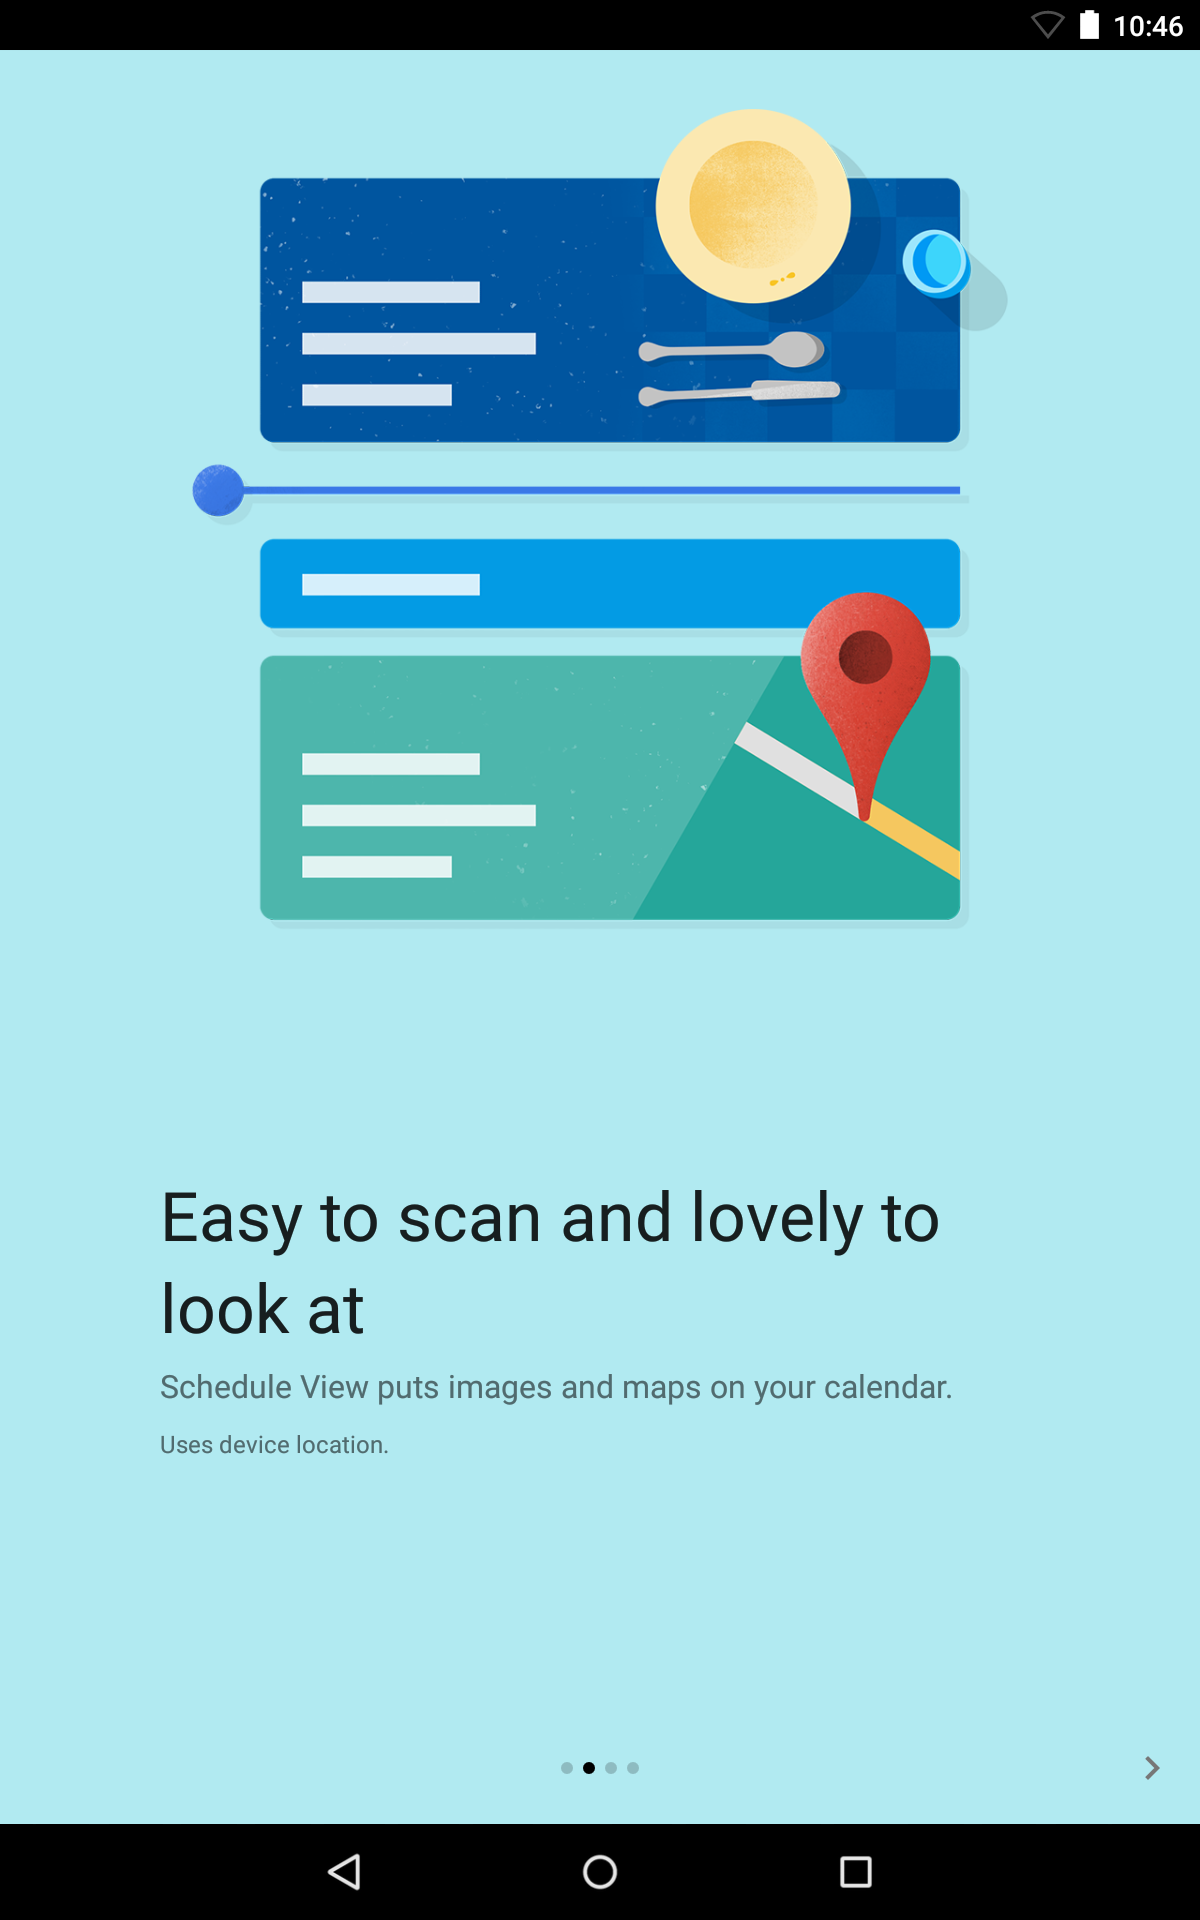 10:46
Easy to scan and lovely to
look at
Schedule View puts images and maps on your calendar.
Uses device location.